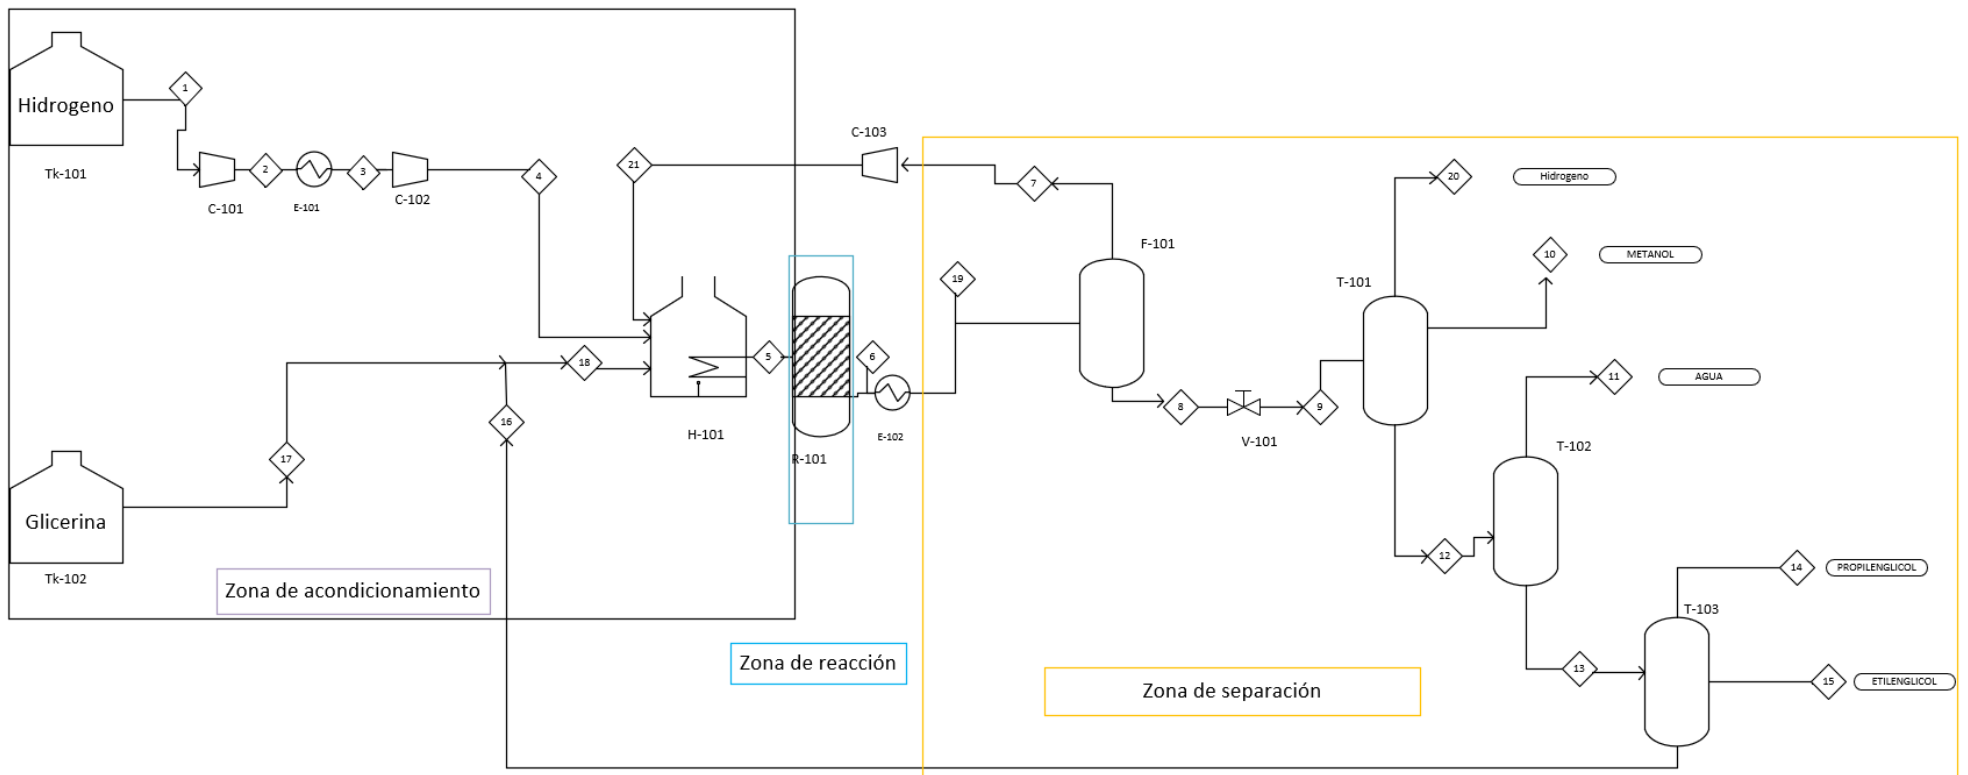 Hidrogeno
Tk-101
1
C-101
2
E-101
3
C-102
4
21
C-103
7
F-101
19
20
Hidrogeno
10
METANOL
T-101
18
5
6
H-101
R-101
E-102
8
V-101
9
11
AGUA
T-102
16
17
Glicerina
Tk-102
12
Zona de acondicionamiento
Zona de reacción
Zona de separación
13
14
PROPILENGLICOL
T-103
15
ETILENGLICOL